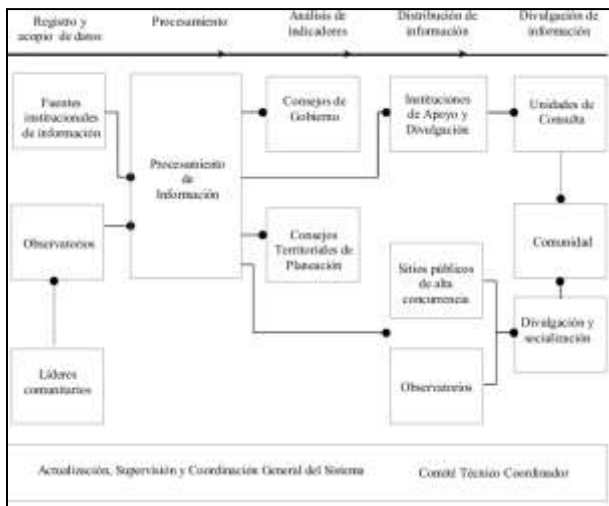 Registro y
acopio de datos
Procesamiento
Análisis de
indicadores
Distribución de
información
Divulgación de
información
Fuentes
institucionales
de información
Procesamiento
de
Información
Consejos de
Gobierno
Instituciones
de Apoyo y
Divulgación
Unidades de
Consulta
Observatorios
Consejos
Territoriales de
Planeación
Sitios públicos
de alta
concurrencia
Comunidad
Líderes
comunitarios
Observatorios
Divulgación y
socialización
Actualización, Supervisión y Coordinación General del Sistema
Comité Técnico Coordinador